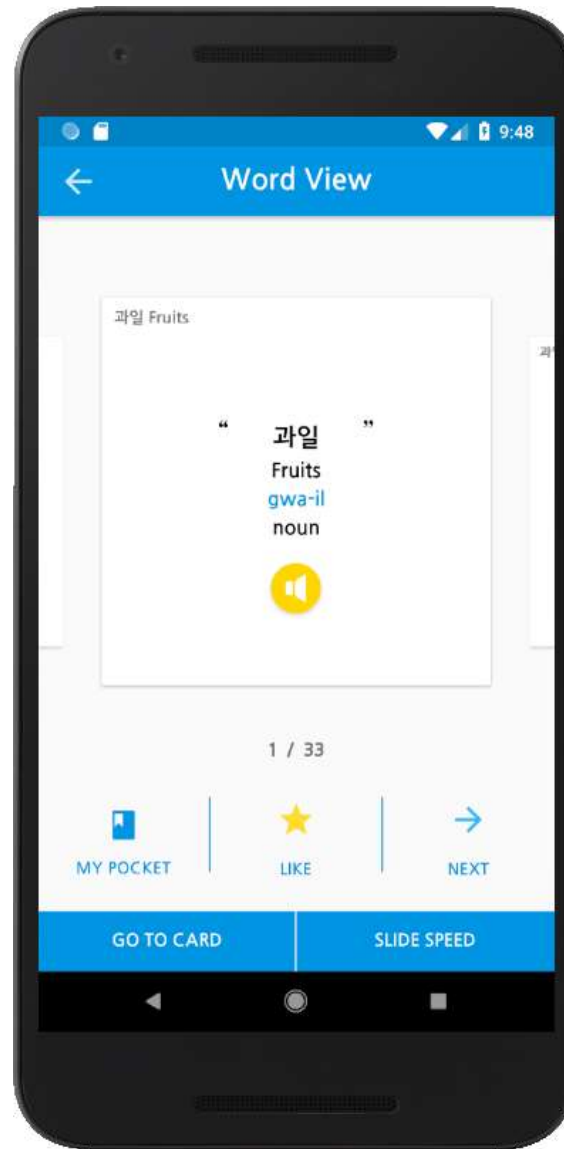 9:48
Word View
과일 Fruits
“ 과일 ”
Fruits
gwa-il
noun
1 / 33
MY POCKET
LIKE
NEXT
GO TO CARD
SLIDE SPEED